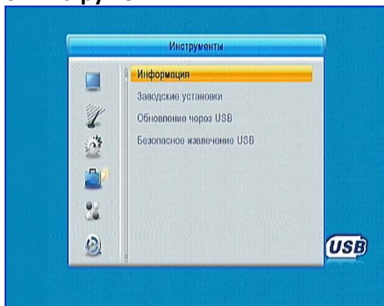 Инструменты
Информация
Заводские установки
Обновление через USB
Безопасное извлечение USB
USB